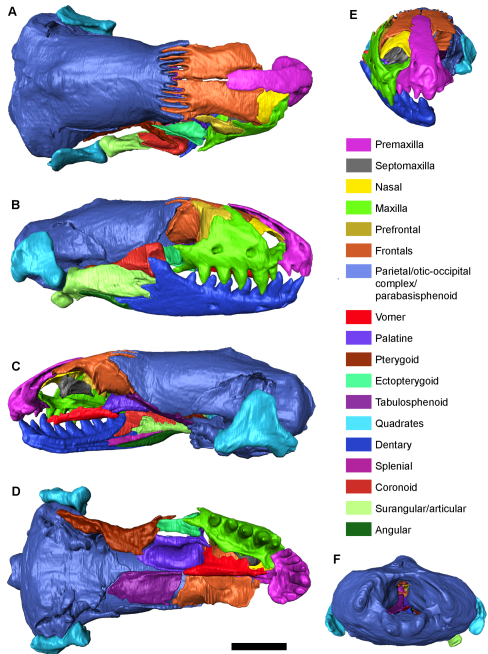 A
E
Premaxilla
Septomaxilla
Nasal
Maxilla
Prefrontal
Frontals
Parietal/otic-occipital
complex/
parabasisphenoid
Vomer
Palatine
Pterygoid
Ectopterygoid
Tabulosphenoid
Quadrates
Dentary
Splenial
Coronoid
Surangular/articular
Angular
B
C
D
F